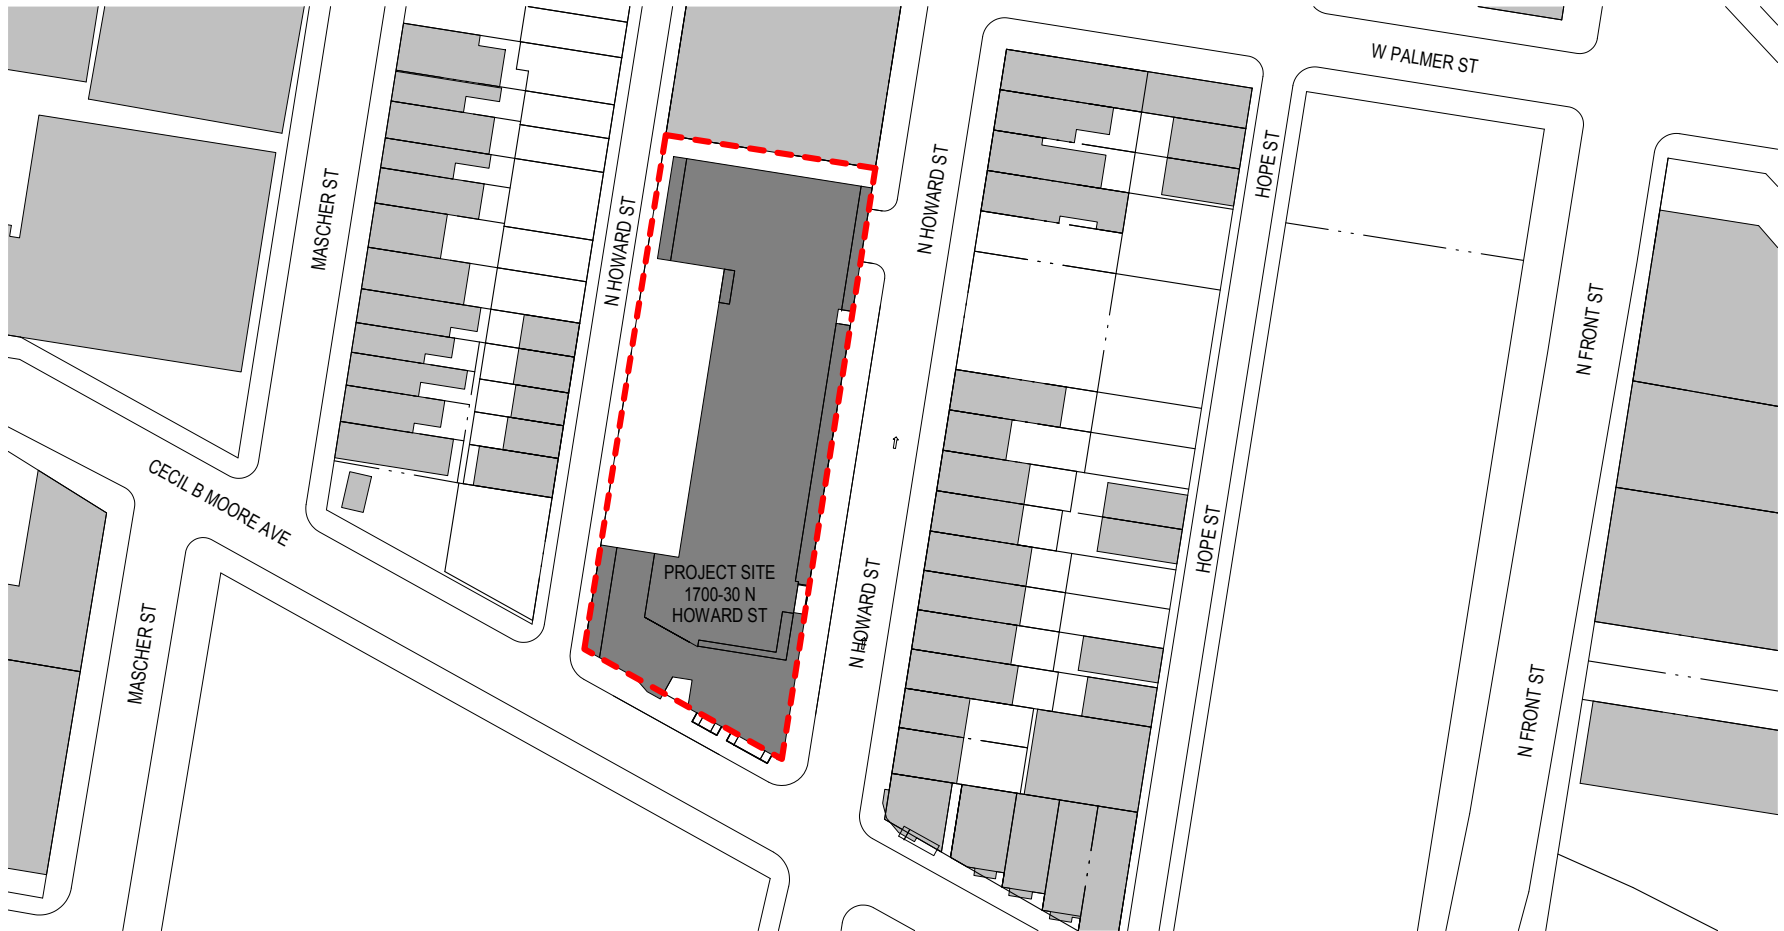 W PALMER ST
HOPE ST
N HOWARD ST
MASCHER ST
N HOWARD ST
N FRONT ST
CECIL B MOORE AVE
HOPE ST
PROJECT SITE
1700-30 N
HOWARD ST
N HOWARD ST
MASCHER ST
N FRONT ST